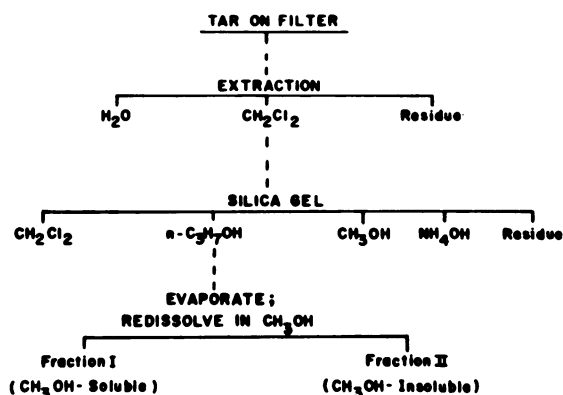 TAR ON FILTER
EXTRACTION
H2O CH2Cl2 Residue
SILICA GEL
CH2Cl2 n-C3H7OH CH3OH NH4OH Residue
EVAPORATE;
REDISSOLVE IN CH3OH
Fraction I Fraction II
(CH3OH-Soluble) (CH3OH-Insoluble)